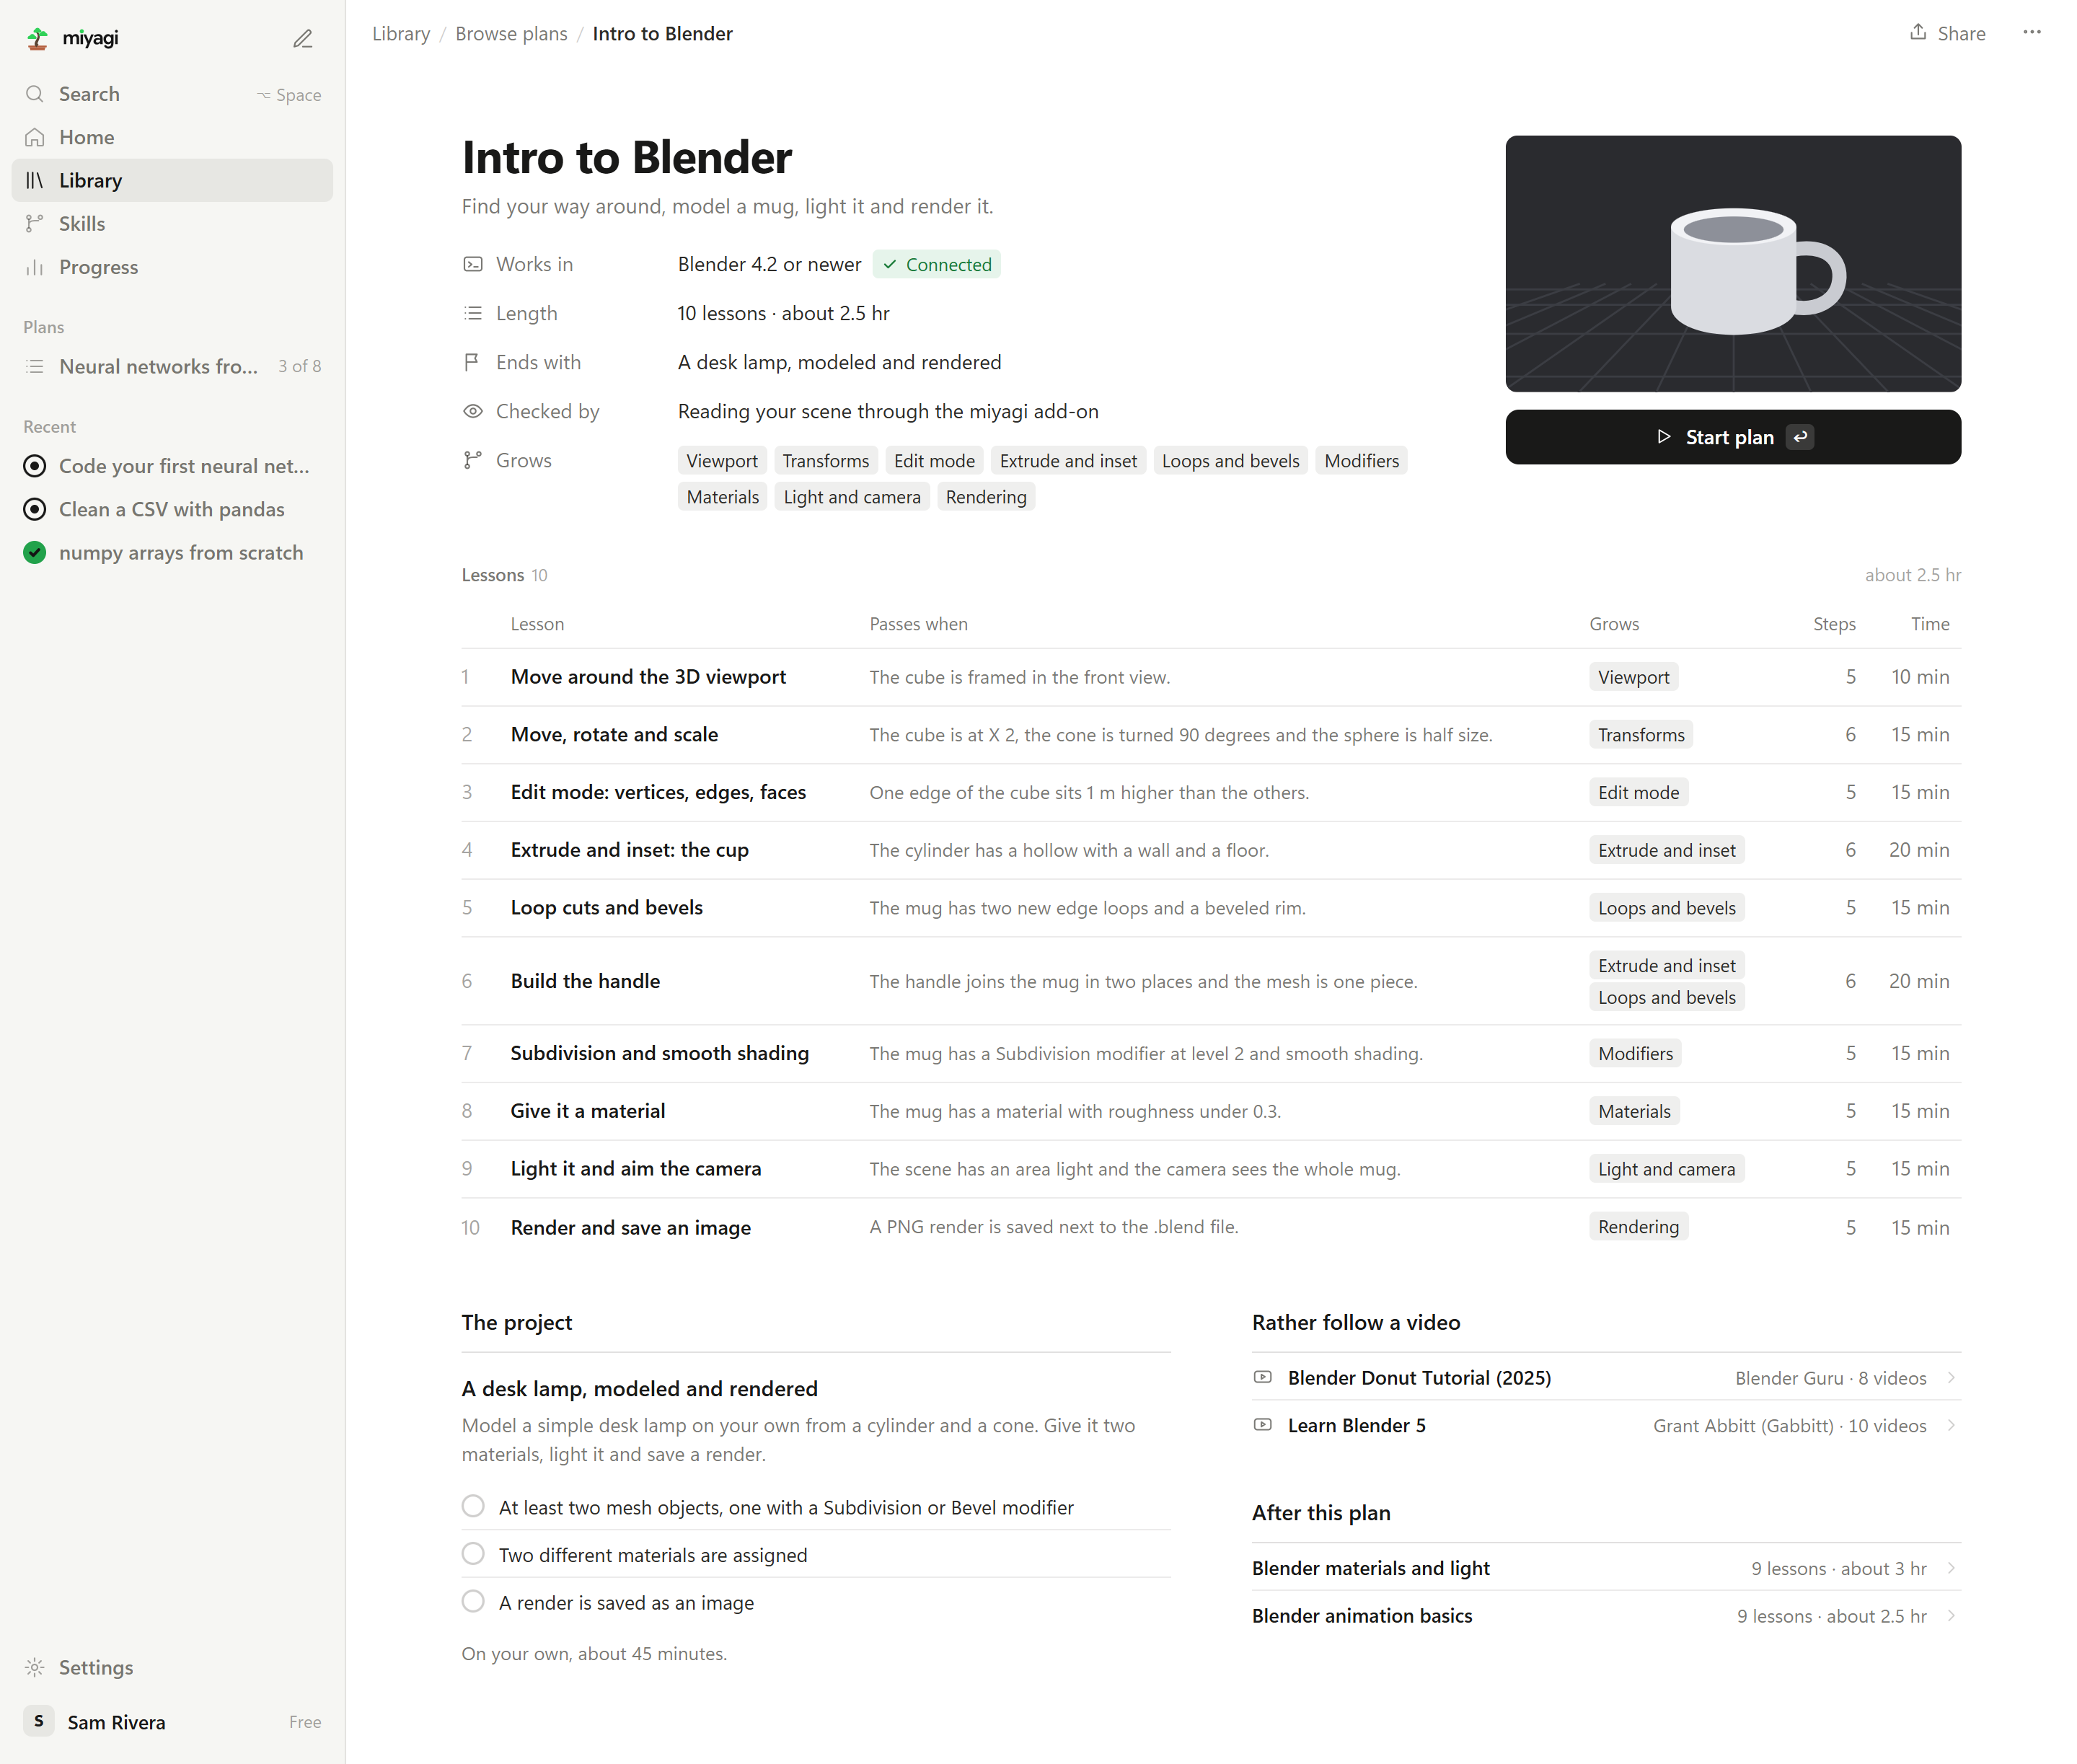 miyagi
Search ⌥ Space
Home
Library
Skills
Progress
Plans
Neural networks fro... 3 of 8
Recent
Code your first neural net...
Clean a CSV with pandas
numpy arrays from scratch
Settings
S Sam Rivera Free
Library / Browse plans / Intro to Blender
Share
Intro to Blender
Find your way around, model a mug, light it and render it.
Works in Blender 4.2 or newer Connected
Length 10 lessons · about 2.5 hr
Ends with A desk lamp, modeled and rendered
Checked by Reading your scene through the miyagi add-on
Grows Viewport Transforms Edit mode Extrude and inset Loops and bevels Modifiers
Materials Light and camera Rendering
Start plan
Lessons 10 about 2.5 hr
Lesson Passes when Grows Steps Time
1 Move around the 3D viewport The cube is framed in the front view. Viewport 5 10 min
2 Move, rotate and scale The cube is at X 2, the cone is turned 90 degrees and the sphere is half size. Transforms 6 15 min
3 Edit mode: vertices, edges, faces One edge of the cube sits 1 m higher than the others. Edit mode 5 15 min
4 Extrude and inset: the cup The cylinder has a hollow with a wall and a floor. Extrude and inset 6 20 min
5 Loop cuts and bevels The mug has two new edge loops and a beveled rim. Loops and bevels 5 15 min
6 Build the handle The handle joins the mug in two places and the mesh is one piece. Extrude and inset Loops and bevels 6 20 min
7 Subdivision and smooth shading The mug has a Subdivision modifier at level 2 and smooth shading. Modifiers 5 15 min
8 Give it a material The mug has a material with roughness under 0.3. Materials 5 15 min
9 Light it and aim the camera The scene has an area light and the camera sees the whole mug. Light and camera 5 15 min
10 Render and save an image A PNG render is saved next to the .blend file. Rendering 5 15 min
The project
A desk lamp, modeled and rendered
Model a simple desk lamp on your own from a cylinder and a cone. Give it two
materials, light it and save a render.
At least two mesh objects, one with a Subdivision or Bevel modifier
Two different materials are assigned
A render is saved as an image
On your own, about 45 minutes.
Rather follow a video
Blender Donut Tutorial (2025) Blender Guru · 8 videos
Learn Blender 5 Grant Abbitt (Gabbitt) · 10 videos
After this plan
Blender materials and light 9 lessons · about 3 hr
Blender animation basics 9 lessons · about 2.5 hr